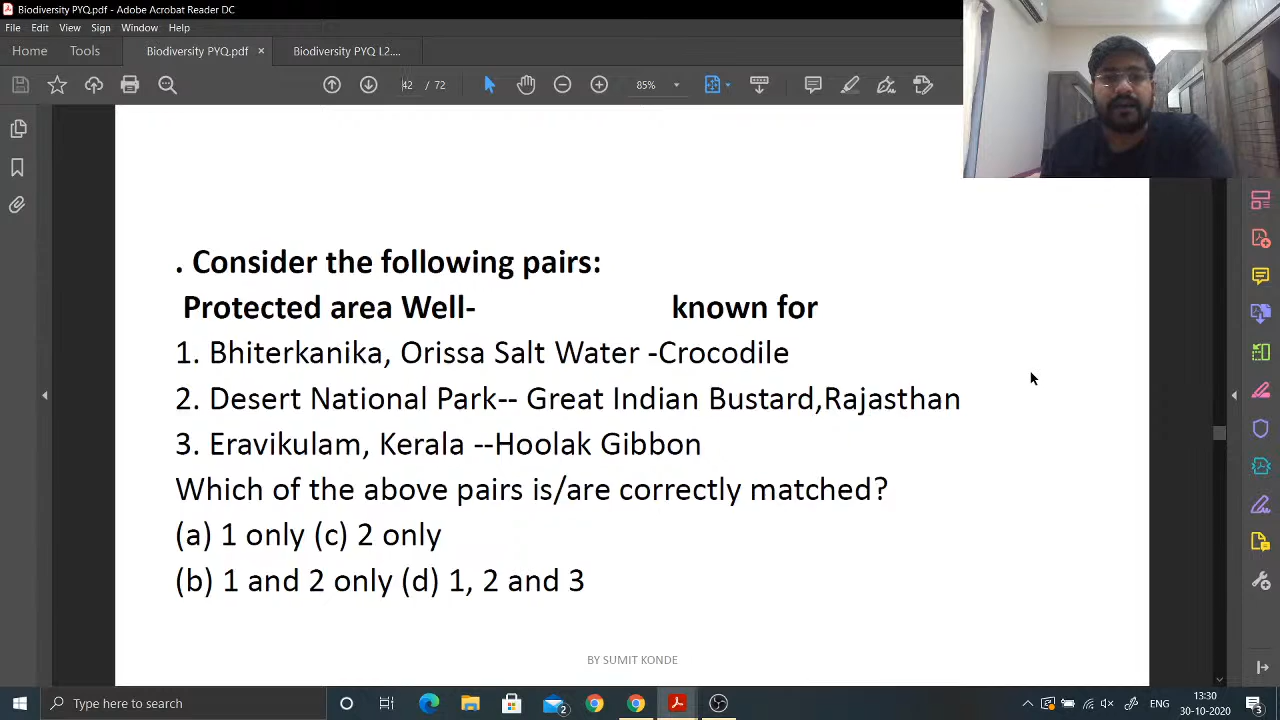 Biodiversity PYQ.pdf - Adobe Acrobat Reader DC
File Edit View Sign Window Help
Home Tools Biodiversity PYQ.pdf × Biodiversity PYQ L2....
42 / 72 85%
. Consider the following pairs:
Protected area Well- known for
1. Bhiterkanika, Orissa Salt Water -Crocodile
2. Desert National Park-- Great Indian Bustard,Rajasthan
3. Eravikulam, Kerala --Hoolak Gibbon
Which of the above pairs is/are correctly matched?
(a) 1 only (c) 2 only
(b) 1 and 2 only (d) 1, 2 and 3
BY SUMIT KONDE
Type here to search 2 ENG 13:30 3
30-10-2020